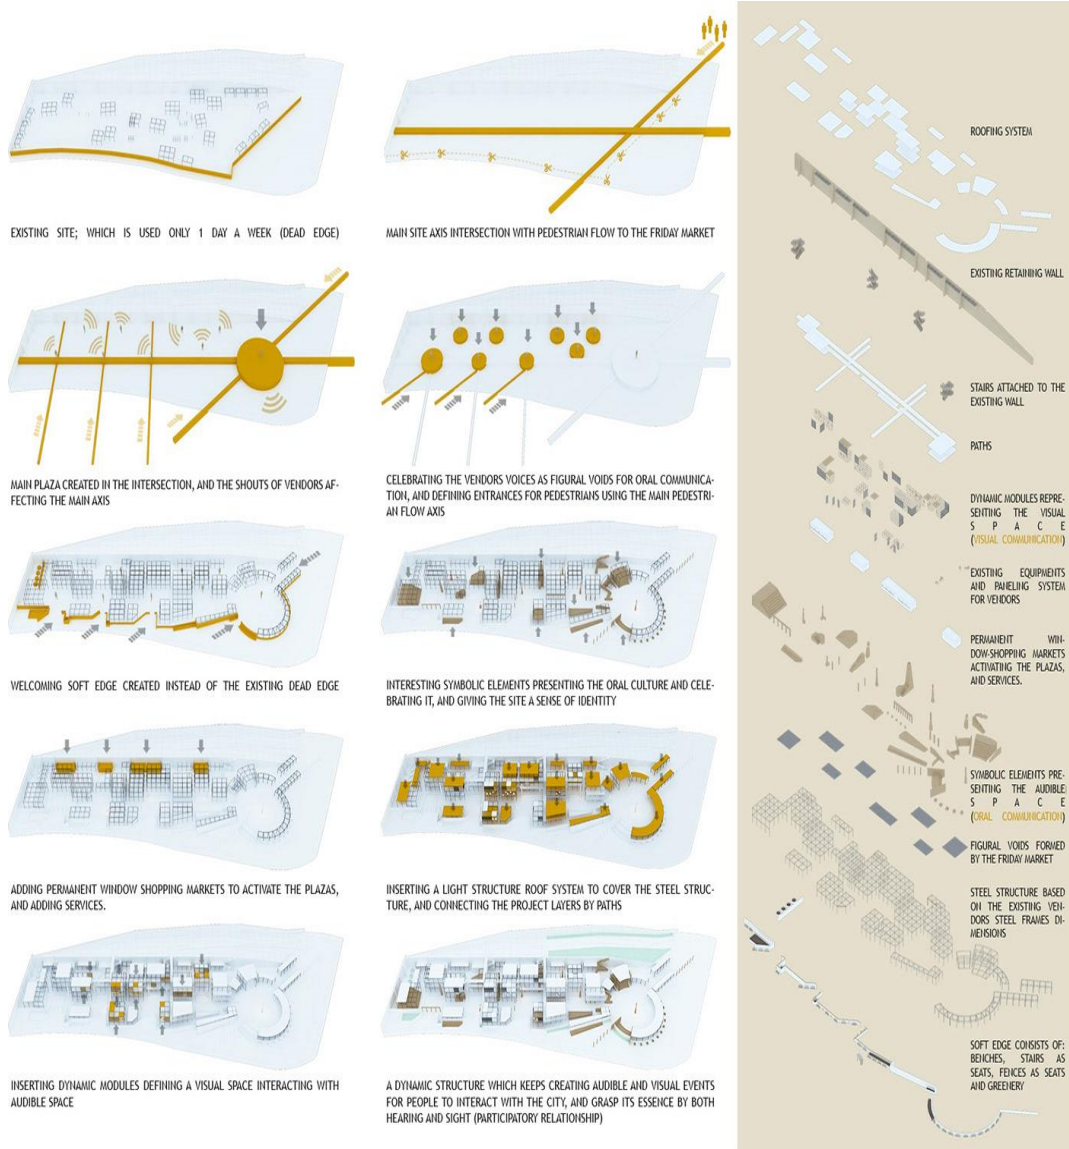 EXISTING SITE; WHICH IS USED ONLY 1 DAY A WEEK (DEAD EDGE)
MAIN SITE AXIS INTERSECTION WITH PEDESTRIAN FLOW TO THE FRIDAY MARKET
MAIN PLAZA CREATED IN THE INTERSECTION, AND THE SHOUTS OF VENDORS AF-
FECTING THE MAIN AXIS
CELEBRATING THE VENDORS VOICES AS FIGURAL VOIDS FOR ORAL COMMUNICA-
TION, AND DEFINING ENTRANCES FOR PEDESTRIANS USING THE MAIN PEDESTRI-
AN FLOW AXIS
WELCOMING SOFT EDGE CREATED INSTEAD OF THE EXISTING DEAD EDGE
INTERESTING SYMBOLIC ELEMENTS PRESENTING THE ORAL CULTURE AND CELE-
BRATING IT, AND GIVING THE SITE A SENSE OF IDENTITY
ADDING PERMANENT WINDOW SHOPPING MARKETS TO ACTIVATE THE PLAZAS,
AND ADDING SERVICES.
INSERTING A LIGHT STRUCTURE ROOF SYSTEM TO COVER THE STEEL STRUC-
TURE, AND CONNECTING THE PROJECT LAYERS BY PATHS
INSERTING DYNAMIC MODULES DEFINING A VISUAL SPACE INTERACTING WITH
AUDIBLE SPACE
A DYNAMIC STRUCTURE WHICH KEEPS CREATING AUDIBLE AND VISUAL EVENTS
FOR PEOPLE TO INTERACT WITH THE CITY, AND GRASP ITS ESSENCE BY BOTH
HEARING AND SIGHT (PARTICIPATORY RELATIONSHIP)
ROOFING SYSTEM
EXISTING RETAINING WALL
STAIRS ATTACHED TO THE
EXISTING WALL
PATHS
DYNAMIC MODULES REPRE-
SENTING THE VISUAL
S P A C E
(VISUAL COMMUNICATION)
EXISTING EQUIPMENTS
AND PANELING SYSTEM
FOR VENDORS
PERMANENT WIN-
DOW-SHOPPING MARKETS
ACTIVATING THE PLAZAS,
AND SERVICES.
SYMBOLIC ELEMENTS PRE-
SENTING THE AUDIBLE
S P A C E
(ORAL COMMUNICATION)
FIGURAL VOIDS FORMED
BY THE FRIDAY MARKET
STEEL STRUCTURE BASED
ON THE EXISTING VEN-
DORS STEEL FRAMES DI-
MENSIONS
SOFT EDGE CONSISTS OF:
BENCHES, STAIRS AS
SEATS, FENCES AS SEATS
AND GREENERY